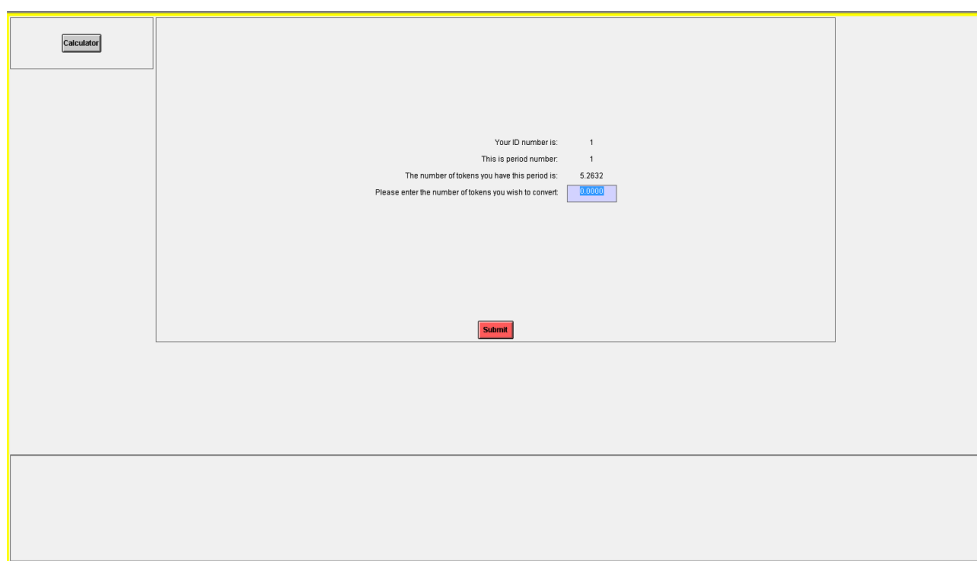 Calculator
Your ID number is: 1
This is period number: 1
The number of tokens you have this period is: 5.2632
Please enter the number of tokens you wish to convert: 0.0000
Submit